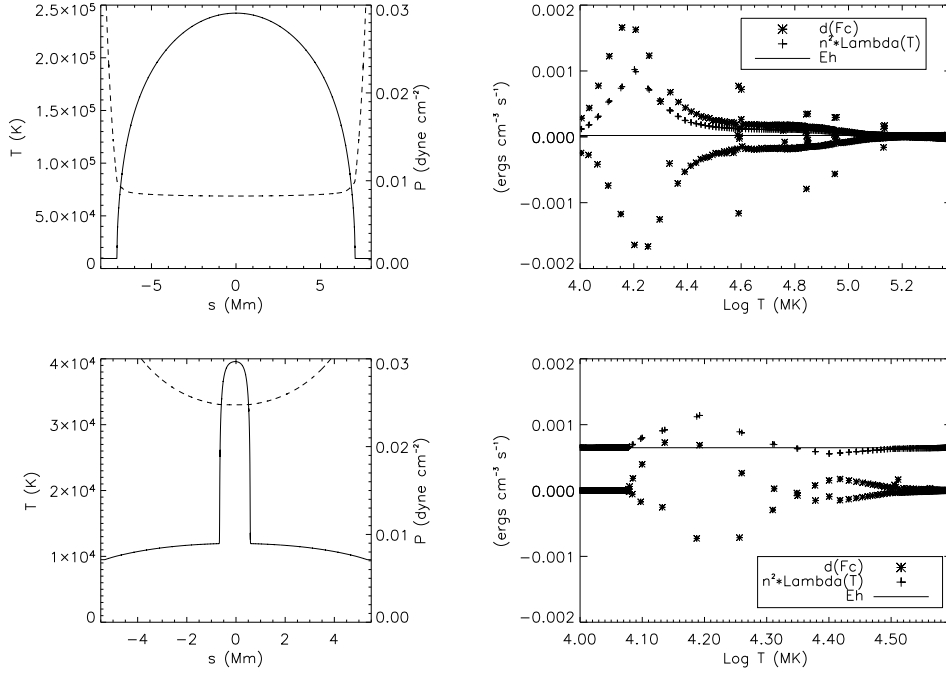 2.5×10⁵
2.0×10⁵
1.5×10⁵
1.0×10⁵
5.0×10⁴
0
T (K)
0.03
0.02
0.01
0.00
P (dyne cm⁻²)
−5 0 5
s (Mm)
0.002
0.001
0.000
−0.001
−0.002
(ergs cm⁻³ s⁻¹)
d(Fc)
n²*Lambda(T)
Eh
4.0 4.2 4.4 4.6 4.8 5.0 5.2
Log T (MK)
4×10⁴
3×10⁴
2×10⁴
1×10⁴
0
T (K)
0.03
0.02
0.01
0.00
P (dyne cm⁻²)
−4 −2 0 2 4
s (Mm)
0.002
0.001
0.000
−0.001
−0.002
(ergs cm⁻³ s⁻¹)
d(Fc)
n²*Lambda(T)
Eh
4.00 4.10 4.20 4.30 4.40 4.50
Log T (MK)